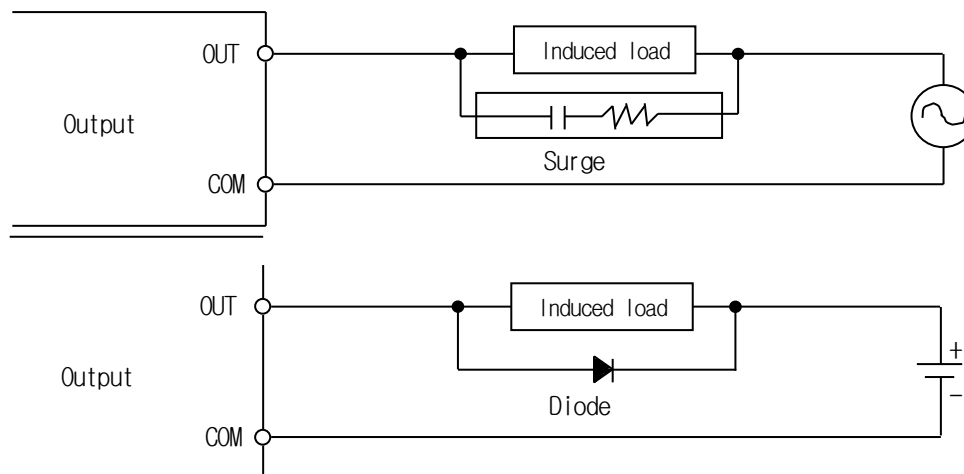 OUT
Induced load
Output
Surge
COM
OUT
Induced load
+
Output
-
Diode
COM